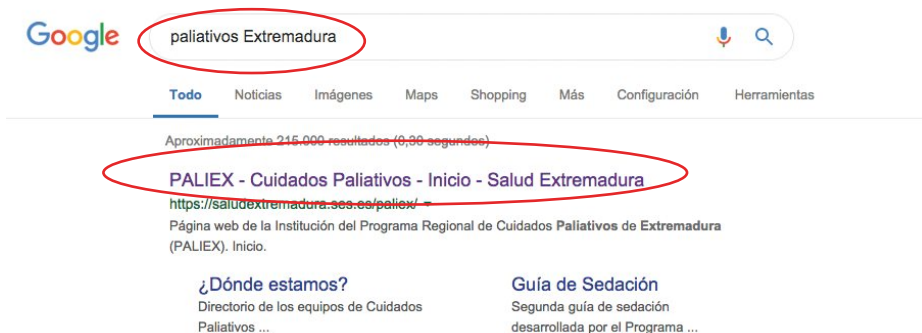 Google paliativos Extremadura
Todo Noticias Imágenes Maps Shopping Más Configuración Herramientas
Aproximadamente 215.000 resultados (0,30 segundos)
PALIEX - Cuidados Paliativos - Inicio - Salud Extremadura
https://saludextremadura.ses.es/paliex/
Página web de la Institución del Programa Regional de Cuidados Paliativos de Extremadura
(PALIEX). Inicio.
¿Dónde estamos? Guía de Sedación
Directorio de los equipos de Cuidados Segunda guía de sedación
Paliativos ... desarrollada por el Programa ...